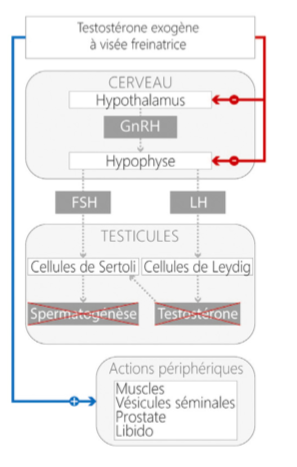 Testostérone exogène
à visée freinatrice
CERVEAU
Hypothalamus
GnRH
Hypophyse
FSH
LH
TESTICULES
Cellules de Sertoli
Cellules de Leydig
Spermatogénèse
Testostérone
Actions périphériques
Muscles
Vésicules séminales
Prostate
Libido